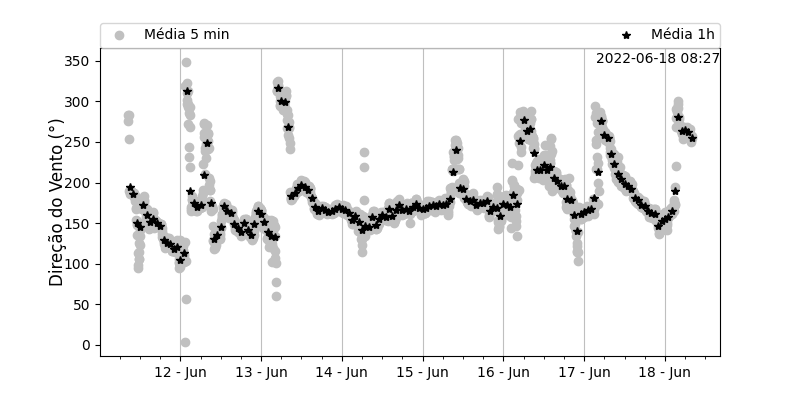 Média 5 min
Média 1h
2022-06-18 08:27
Direção do Vento (°)
350
300
250
200
150
100
50
0
12 - Jun
13 - Jun
14 - Jun
15 - Jun
16 - Jun
17 - Jun
18 - Jun